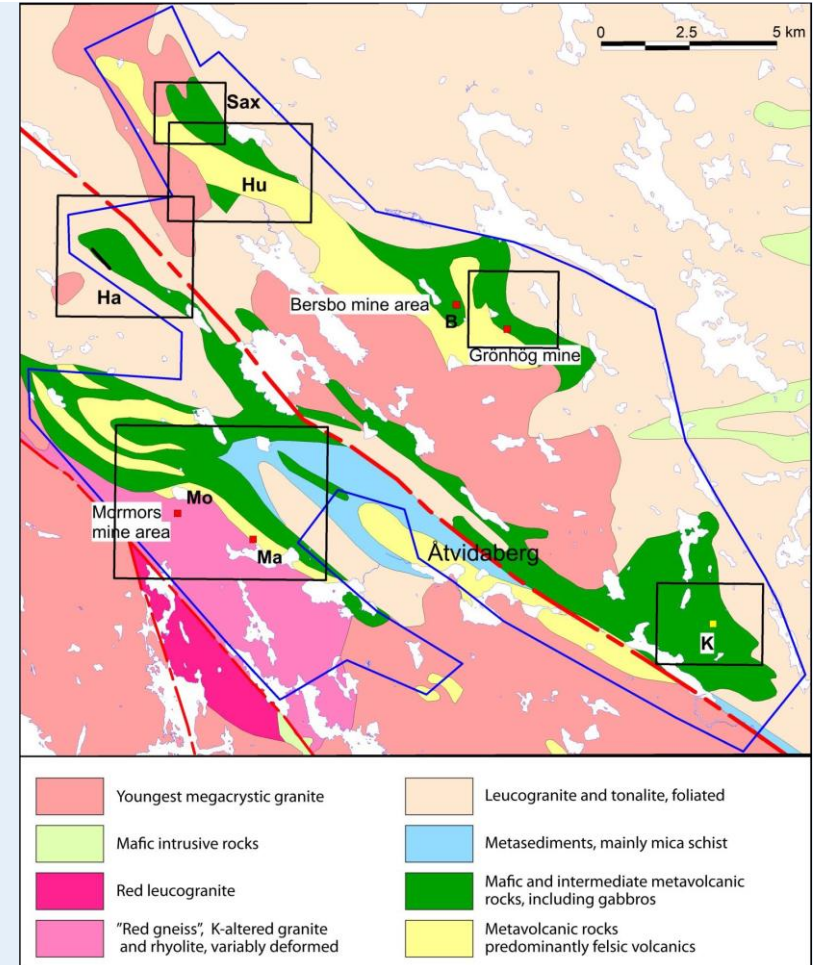 0 2.5 5 km
Sax
Hu
Ha
Bersbo mine area
B
Grönhög mine
Mo
Mormors
mine area
Ma
Åtvidaberg
K
Youngest megacrystic granite
Mafic intrusive rocks
Red leucogranite
"Red gneiss", K-altered granite
and rhyolite, variably deformed
Leucogranite and tonalite, foliated
Metasediments, mainly mica schist
Mafic and intermediate metavolcanic
rocks, including gabbros
Metavolcanic rocks
predominantly felsic volcanics